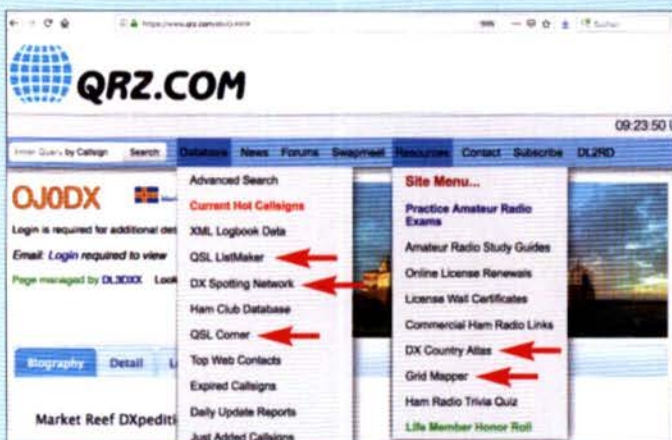 QRZ.COM
09:23:50
by Callsign Search Database News Forums Swapmeet Resources Contact Subscribe DL2RD
OJ0DX
Login is required for additional
Email: Login required to view
Page managed by DL3DXX
Biography Detail
Market Reef DXpediti
Advanced Search
Current Hot Callsigns
XML Logbook Data
QSL ListMaker
DX Spotting Network
Ham Club Database
QSL Corner
Top Web Contacts
Expired Callsigns
Daily Update Reports
Just Added Callsigns
Site Menu...
Practice Amateur Radio
Exams
Amateur Radio Study Guides
Online License Renewals
License Wall Certificates
Commercial Ham Radio Links
DX Country Atlas
Grid Mapper
Ham Radio Trivia Quiz
Life Member Honor Roll